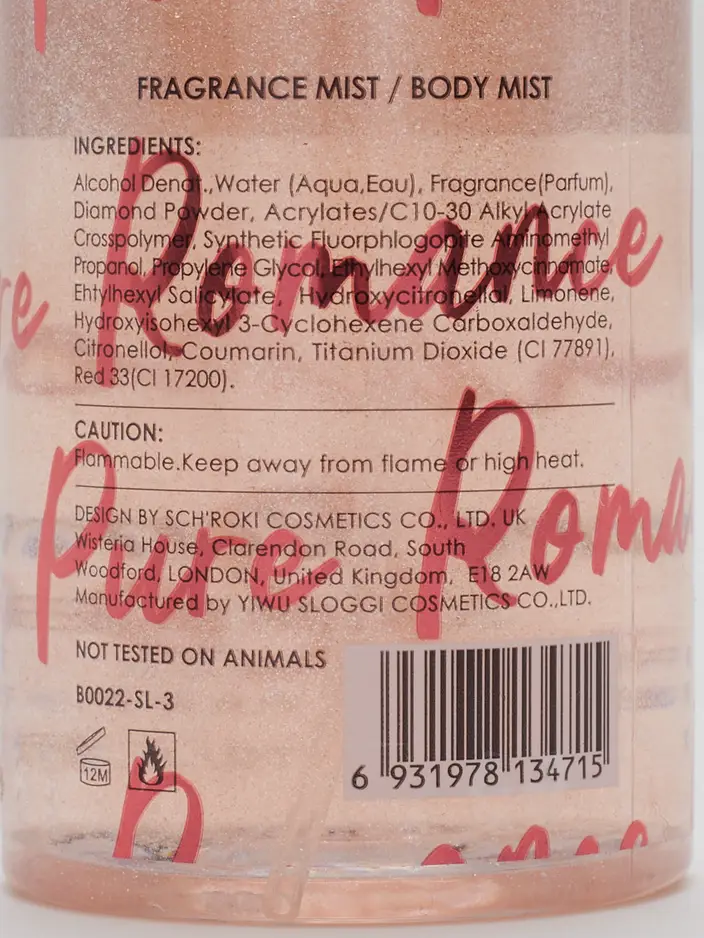 FRAGRANCE MIST / BODY MIST
INGREDIENTS:
Alcohol Denat.,Water (Aqua,Eau), Fragrance(Parfum),
Diamond Powder, Acrylates/C10-30 Alkyl Acrylate
Crosspolymer, Synthetic Fluorphlogopite Aminomethyl
Propanol, Propylene Glycol, Ethylhexyl Methoxycinnamate,
Ehtylhexyl Salicylate, Hydroxycitronellal, Limonene,
Hydroxyisohexyl 3-Cyclohexene Carboxaldehyde,
Citronellol, Coumarin, Titanium Dioxide (CI 77891),
Red 33(CI 17200).
Romance
CAUTION:
Flammable.Keep away from flame or high heat.
Pure Roma
DESIGN BY SCH'ROKI COSMETICS CO., LTD. UK
Wisteria House, Clarendon Road, South
Woodford, LONDON, United Kingdom, E18 2AW
Manufactured by YIWU SLOGGI COSMETICS CO.,LTD.
NOT TESTED ON ANIMALS
B0022-SL-3
12M
6 931978 134715